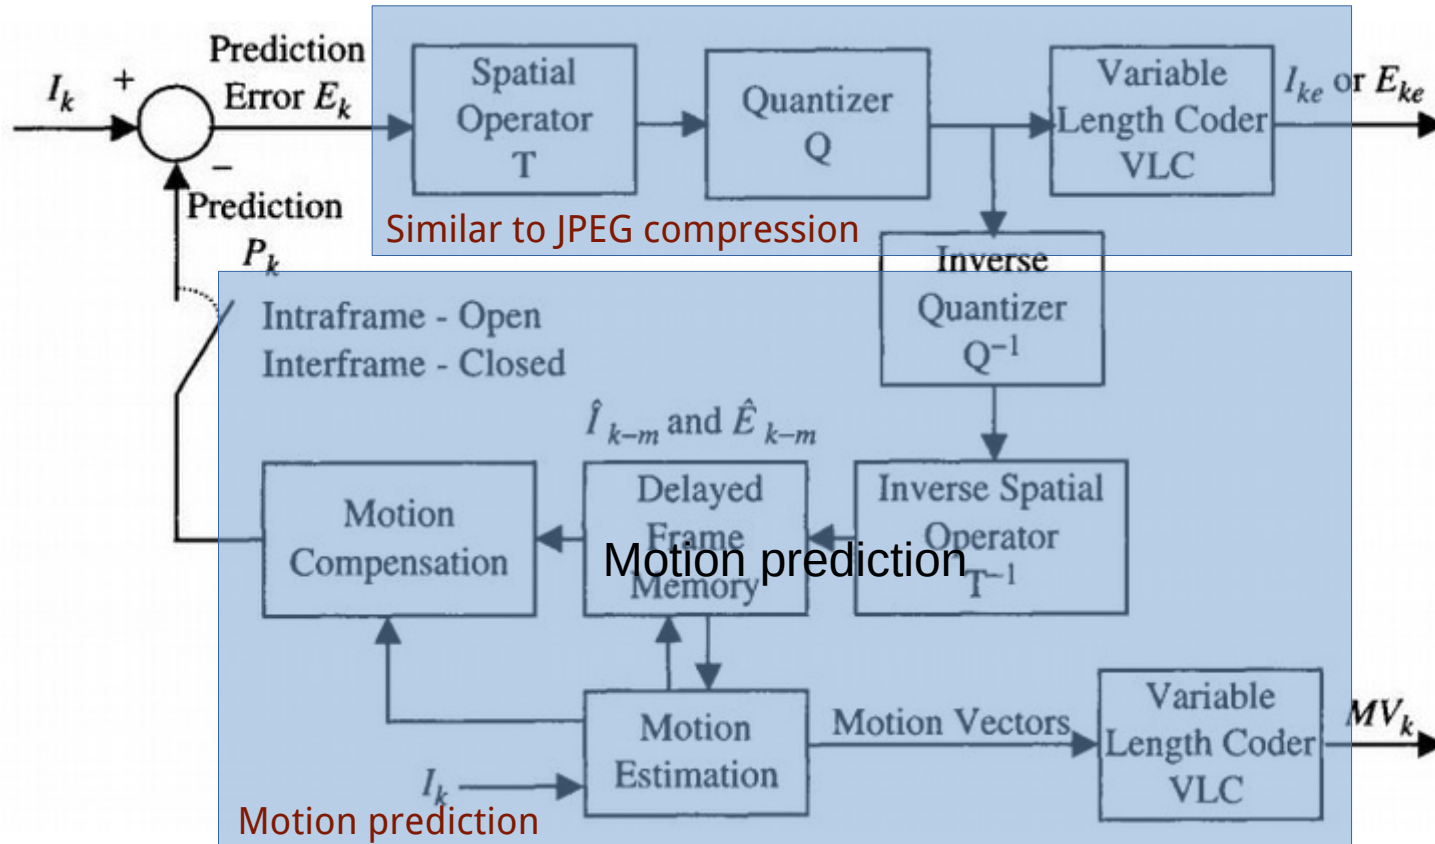 Prediction
Error E_k
I_k
+
−
Spatial
Operator
T
Quantizer
Q
Variable
Length Coder
VLC
I_ke or E_ke
Similar to JPEG compression
Prediction
P_k
Inverse
Quantizer
Q^−1
Intraframe - Open
Interframe - Closed
Î_k−m and Ê_k−m
Motion
Compensation
Delayed
Frame
Memory
Motion prediction
Inverse Spatial
Operator
T^−1
Motion
Estimation
I_k
Motion Vectors
Variable
Length Coder
VLC
MV_k
Motion prediction